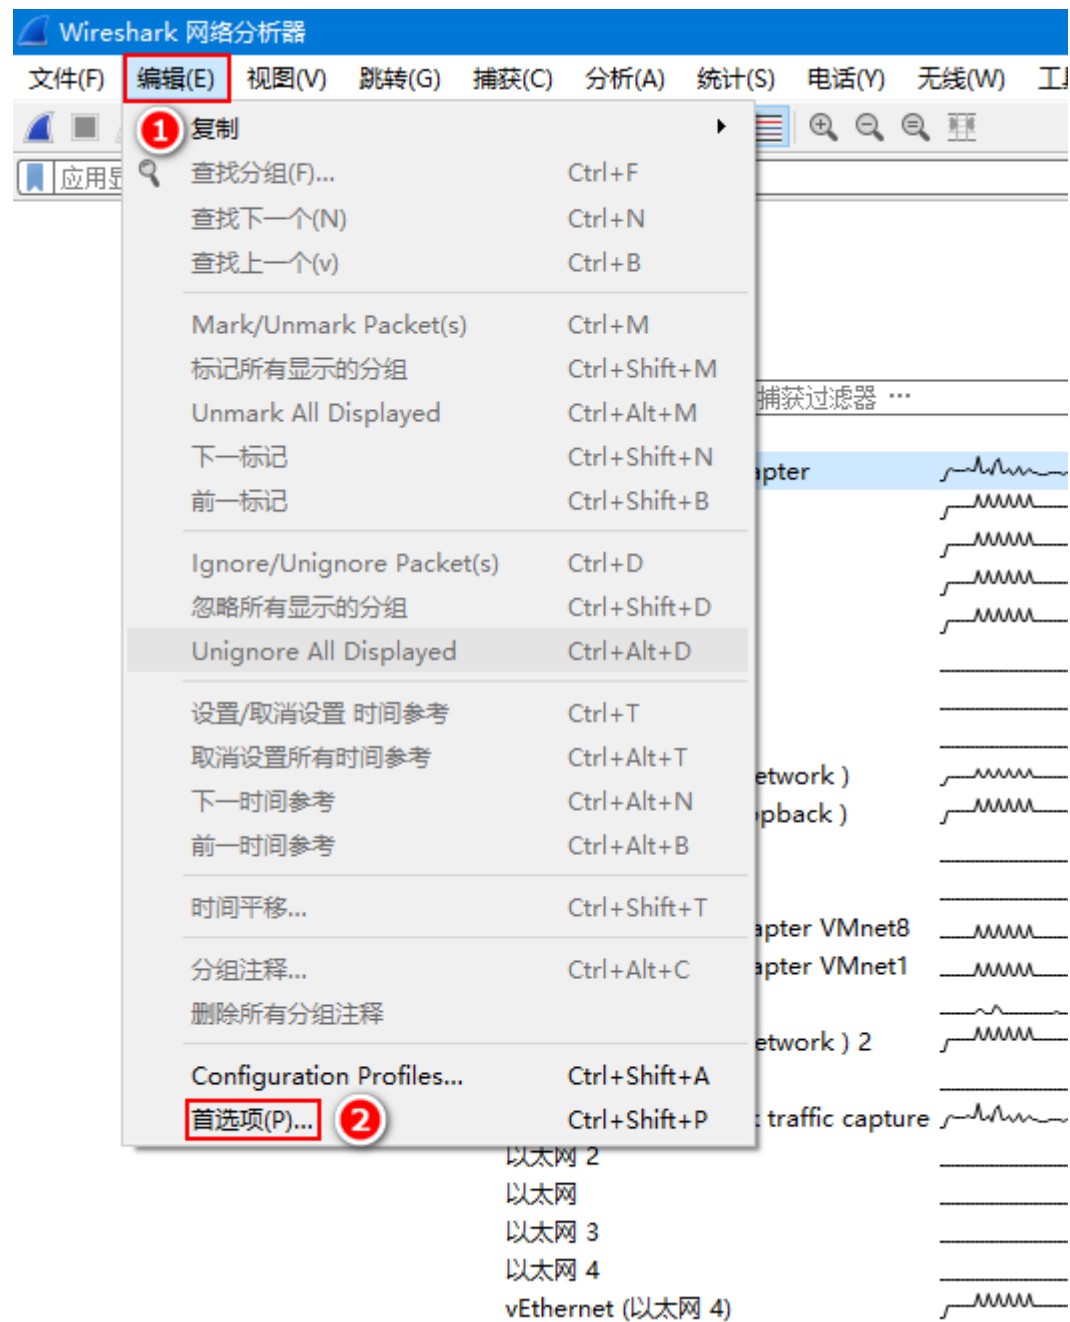 Wireshark 网络分析器
文件(F) 编辑(E) 视图(V) 跳转(G) 捕获(C) 分析(A) 统计(S) 电话(Y) 无线(W)
1 复制
应用
查找分组(F)... Ctrl+F
查找下一个(N) Ctrl+N
查找上一个(v) Ctrl+B
Mark/Unmark Packet(s) Ctrl+M
标记所有显示的分组 Ctrl+Shift+M
捕获过滤器 ···
Unmark All Displayed Ctrl+Alt+M
下一标记 Ctrl+Shift+N
apter
前一标记 Ctrl+Shift+B
Ignore/Unignore Packet(s) Ctrl+D
忽略所有显示的分组 Ctrl+Shift+D
Unignore All Displayed Ctrl+Alt+D
设置/取消设置 时间参考 Ctrl+T
取消设置所有时间参考 Ctrl+Alt+T
etwork )
下一时间参考 Ctrl+Alt+N
opback )
前一时间参考 Ctrl+Alt+B
时间平移... Ctrl+Shift+T
apter VMnet8
分组注释... Ctrl+Alt+C
apter VMnet1
删除所有分组注释
etwork ) 2
Configuration Profiles... Ctrl+Shift+A
首选项(P)... 2 Ctrl+Shift+P
traffic capture
以太网 2
以太网
以太网 3
以太网 4
vEthernet (以太网 4)